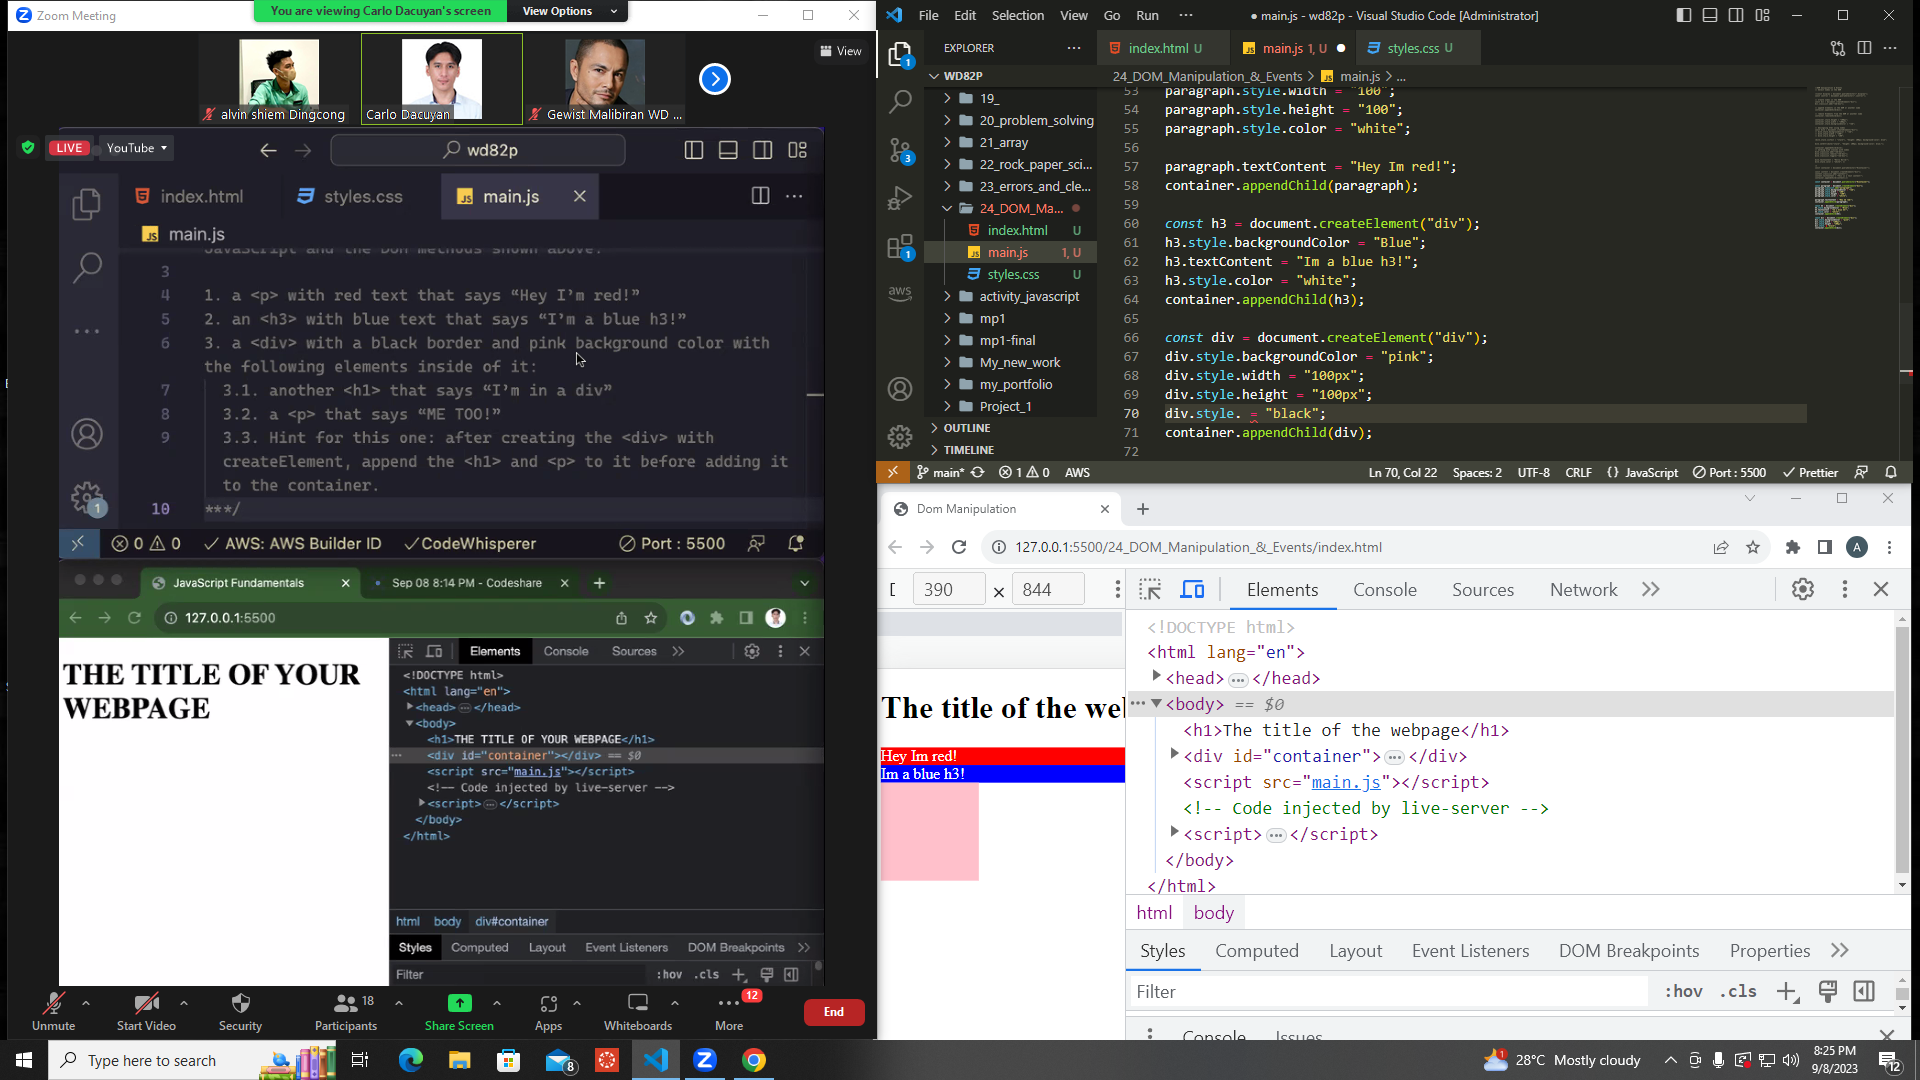 Zoom Meeting
You are viewing Carlo Dacuyan's screen
View Options
View
alvin shiem Dingcong
Carlo Dacuyan
Gewist Malibiran WD ...
LIVE
YouTube
wd82p
index.html
styles.css
main.js
main.js
JavaScript and the DOM methods shown above.
3
4 1. a <p> with red text that says “Hey I’m red!”
5 2. an <h3> with blue text that says “I’m a blue h3!”
6 3. a <div> with a black border and pink background color with
the following elements inside of it:
7 3.1. another <h1> that says “I’m in a div”
8 3.2. a <p> that says “ME TOO!”
9 3.3. Hint for this one: after creating the <div> with
createElement, append the <h1> and <p> to it before adding it
to the container.
10 ***/
1
0 0 AWS: AWS Builder ID CodeWhisperer Port : 5500
JavaScript Fundamentals
Sep 08 8:14 PM - Codeshare
127.0.0.1:5500
THE TITLE OF YOUR
WEBPAGE
Elements Console Sources
<!DOCTYPE html>
<html lang="en">
<head> </head>
<body>
<h1>THE TITLE OF YOUR WEBPAGE</h1>
<div id="container"></div> == $0
<script src="main.js"></script>
<!-- Code injected by live-server -->
<script> </script>
</body>
</html>
html body div#container
Styles Computed Layout Event Listeners DOM Breakpoints
Filter :hov .cls
Unmute
Start Video
Security
18
Participants
Share Screen
Apps
Whiteboards
12
More
End
File Edit Selection View Go Run
main.js - wd82p - Visual Studio Code [Administrator]
1
3
1
aws
EXPLORER
WD82P
19_
20_problem_solving
21_array
22_rock_paper_sci...
23_errors_and_cle...
24_DOM_Ma...
index.html U
main.js 1, U
styles.css U
activity_javascript
mp1
mp1-final
My_new_work
my_portfolio
Project_1
OUTLINE
TIMELINE
index.html U
main.js 1, U
styles.css U
24_DOM_Manipulation_&_Events > main.js > ...
53 paragraph.style.width = "100";
54 paragraph.style.height = "100";
55 paragraph.style.color = "white";
56
57 paragraph.textContent = "Hey Im red!";
58 container.appendChild(paragraph);
59
60 const h3 = document.createElement("div");
61 h3.style.backgroundColor = "Blue";
62 h3.textContent = "Im a blue h3!";
63 h3.style.color = "white";
64 container.appendChild(h3);
65
66 const div = document.createElement("div");
67 div.style.backgroundColor = "pink";
68 div.style.width = "100px";
69 div.style.height = "100px";
70 div.style. = "black";
71 container.appendChild(div);
72
main* 1 0 AWS Ln 70, Col 22 Spaces: 2 UTF-8 CRLF {} JavaScript Port : 5500 Prettier
Dom Manipulation
127.0.0.1:5500/24_DOM_Manipulation_&_Events/index.html
A
390 × 844
Elements Console Sources Network
The title of the we
Hey Im red!
Im a blue h3!
<!DOCTYPE html>
<html lang="en">
<head> </head>
<body> == $0
<h1>The title of the webpage</h1>
<div id="container"> </div>
<script src="main.js"></script>
<!-- Code injected by live-server -->
<script> </script>
</body>
</html>
html body
Styles Computed Layout Event Listeners DOM Breakpoints Properties
Filter :hov .cls
Console Issues
Type here to search
8
1
28°C Mostly cloudy
8:25 PM
9/8/2023
12